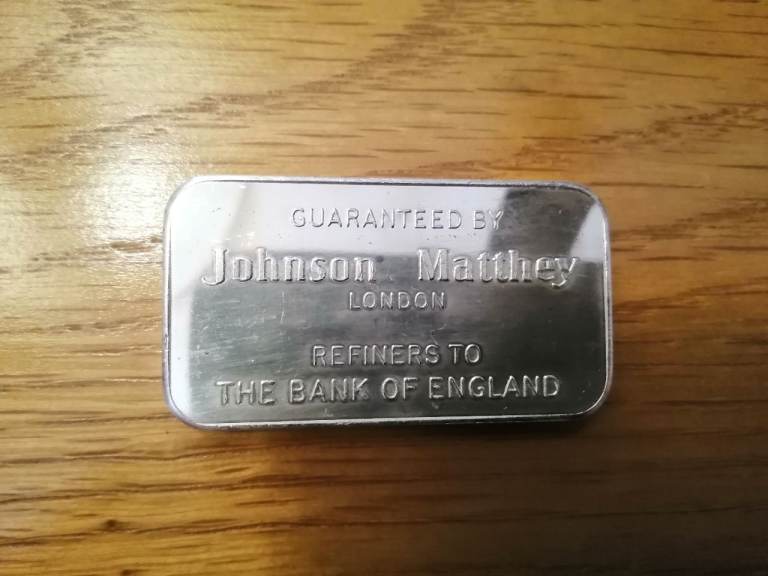 GUARANTEED BY
Johnson Matthey
LONDON
REFINERS TO
THE BANK OF ENGLAND